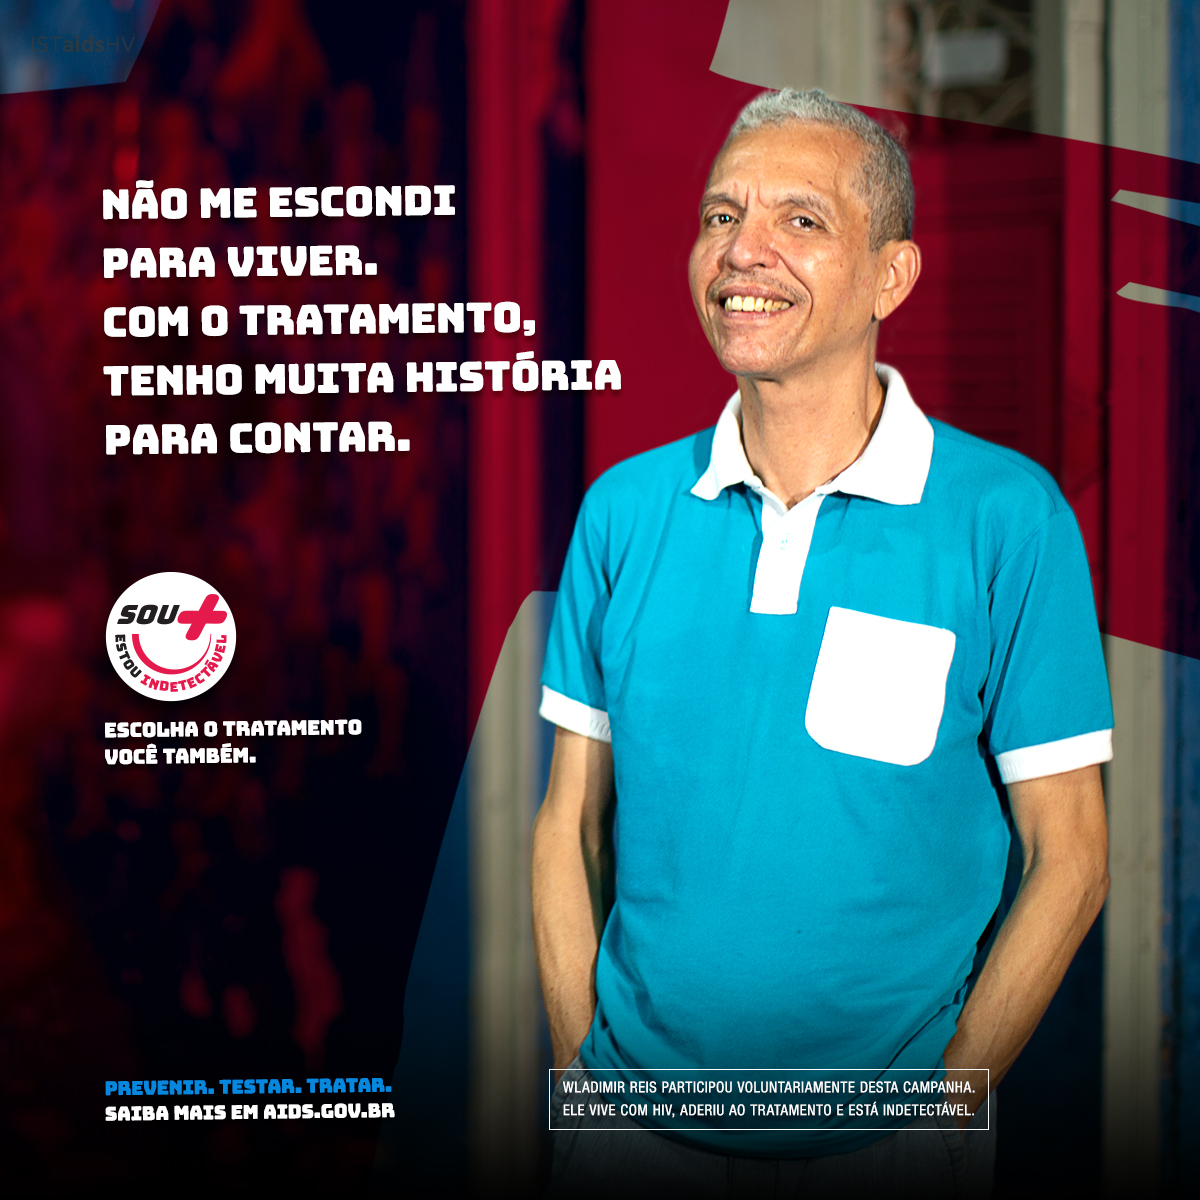 ISTaidsHV
NÃO ME ESCONDI
PARA VIVER.
COM O TRATAMENTO,
TENHO MUITA HISTÓRIA
PARA CONTAR.
SOU+
ESTOU INDETECTÁVEL
ESCOLHA O TRATAMENTO
VOCÊ TAMBÉM.
PREVENIR. TESTAR. TRATAR.
SAIBA MAIS EM AIDS.GOV.BR
WLADIMIR REIS PARTICIPOU VOLUNTARIAMENTE DESTA CAMPANHA.
ELE VIVE COM HIV, ADERIU AO TRATAMENTO E ESTÁ INDETECTÁVEL.